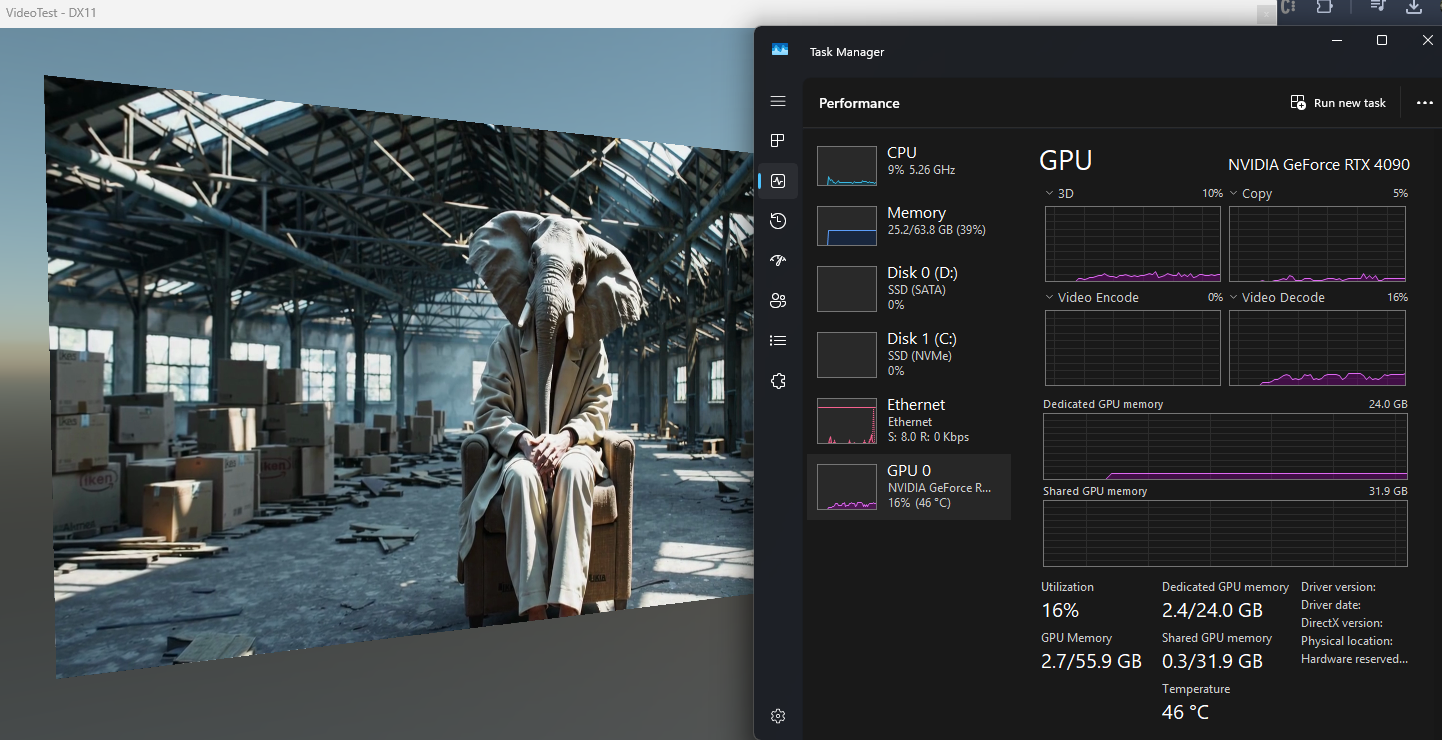 VideoTest - DX11
Task Manager
Performance
Run new task
CPU
9% 5.26 GHz
Memory
25.2/63.8 GB (39%)
Disk 0 (D:)
SSD (SATA)
0%
Disk 1 (C:)
SSD (NVMe)
0%
Ethernet
Ethernet
S: 8.0 R: 0 Kbps
GPU 0
NVIDIA GeForce R...
16% (46 °C)
GPU
NVIDIA GeForce RTX 4090
3D 10%
Copy 5%
Video Encode 0%
Video Decode 16%
Dedicated GPU memory 24.0 GB
Shared GPU memory 31.9 GB
Utilization
16%
Dedicated GPU memory
2.4/24.0 GB
GPU Memory
2.7/55.9 GB
Shared GPU memory
0.3/31.9 GB
Temperature
46 °C
Driver version:
Driver date:
DirectX version:
Physical location:
Hardware reserved...
iken